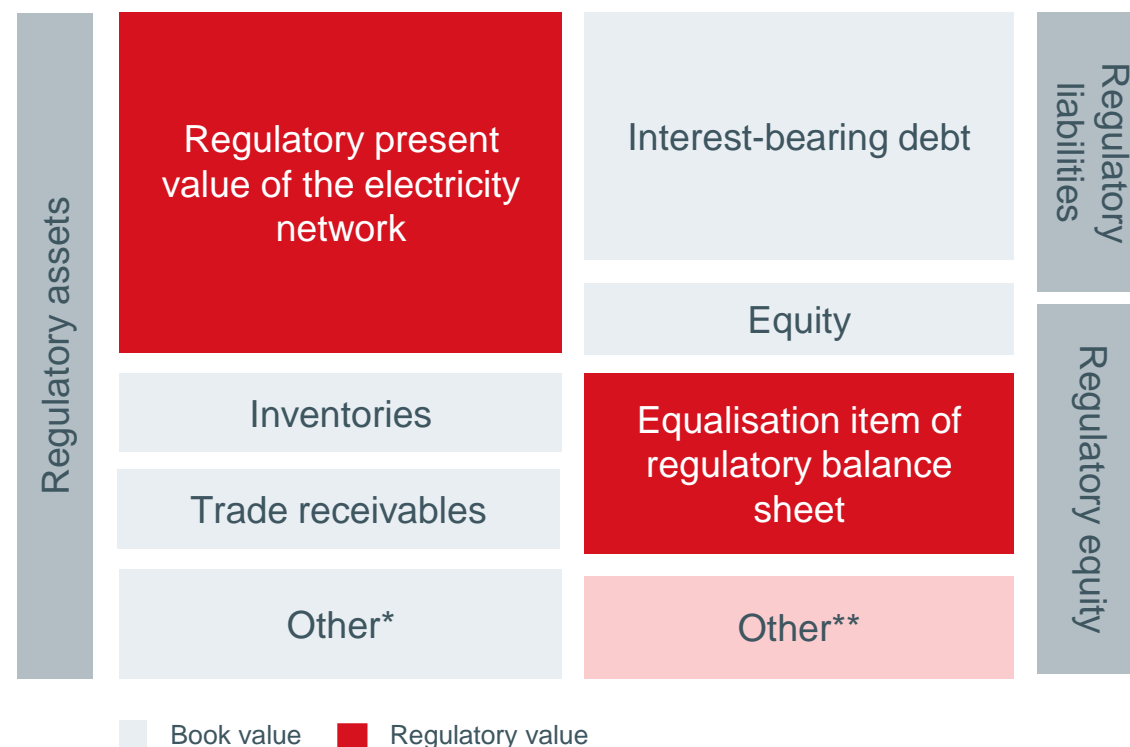 Regulatory assets
Regulatory present
value of the electricity
network
Inventories
Trade receivables
Other*
Interest-bearing debt
Equity
Equalisation item of
regulatory balance
sheet
Other**
Regulatory
liabilities
Regulatory equity
Book value
Regulatory value